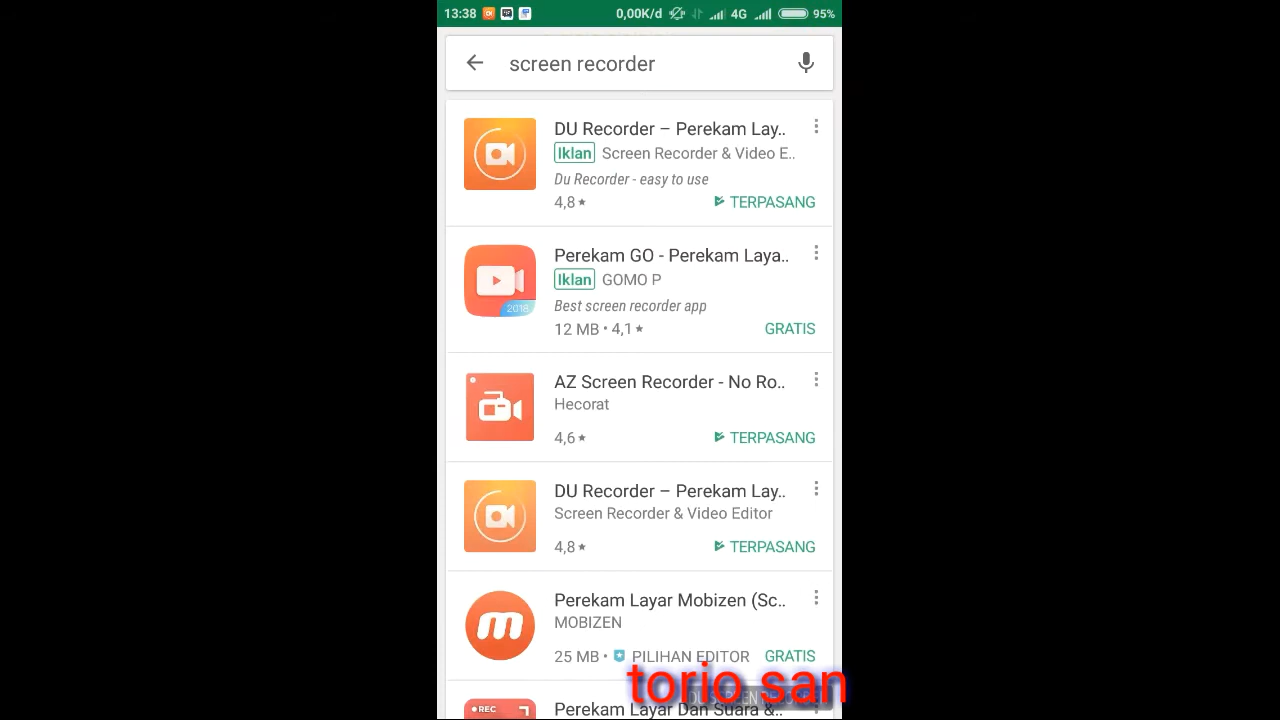 13:38 0,00K/d 4G 95%
screen recorder
DU Recorder – Perekam Lay..
Iklan Screen Recorder & Video E..
Du Recorder - easy to use
4,8 TERPASANG
Perekam GO - Perekam Laya..
Iklan GOMO P
Best screen recorder app
2018
12 MB • 4,1 GRATIS
AZ Screen Recorder - No Ro..
Hecorat
4,6 TERPASANG
DU Recorder – Perekam Lay..
Screen Recorder & Video Editor
4,8 TERPASANG
Perekam Layar Mobizen (Sc..
m
MOBIZEN
25 MB • PILIHAN EDITOR GRATIS
torio san
REC
Perekam Layar Dan Suara &..